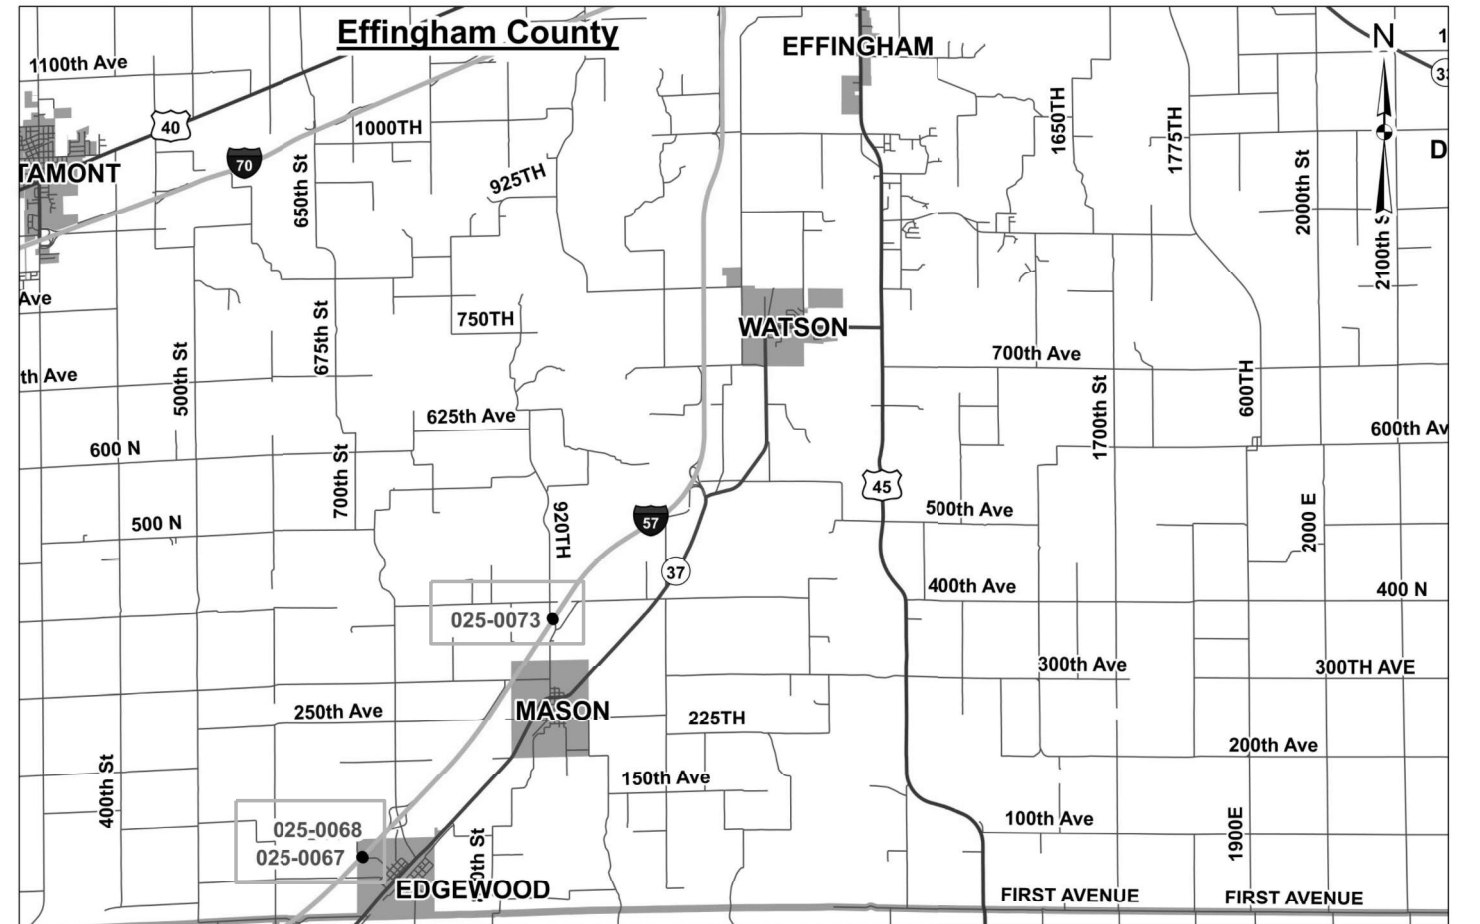 Effingham County
EFFINGHAM
N
1100th Ave
40
1000TH
70
TAMONT
650th St
925TH
1650TH
1775TH
2000th St
2100th S
D
Ave
675th St
750TH
WATSON
700th Ave
th Ave
500th St
625th Ave
1700th St
600TH
600th Av
600 N
700th St
45
500 N
920TH
57
500th Ave
2000 E
37
400th Ave
400 N
025-0073
300th Ave
300TH AVE
250th Ave
MASON
225TH
200th Ave
400th St
150th Ave
100th Ave
1900E
025-0068
025-0067
0th St
EDGEWOOD
FIRST AVENUE
FIRST AVENUE